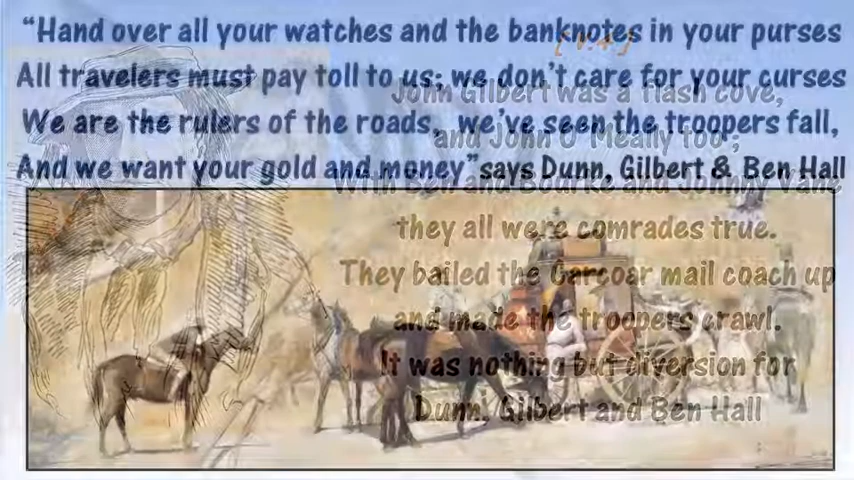 “Hand over all your watches and the banknotes in your purses
All travelers must pay toll to us; we don’t care for your curses
We are the rulers of the roads, we’ve seen the troopers fall,
And we want your gold and money” says Dunn, Gilbert & Ben Hall
[V.4]
John Gilbert was a flash cove,
and John O'Meally too;
With Ben and Bourke and Johnny Vane
they all were comrades true.
They bailed the Carcoar mail coach up
and made the troopers crawl.
It was nothing but diversion for
Dunn, Gilbert and Ben Hall